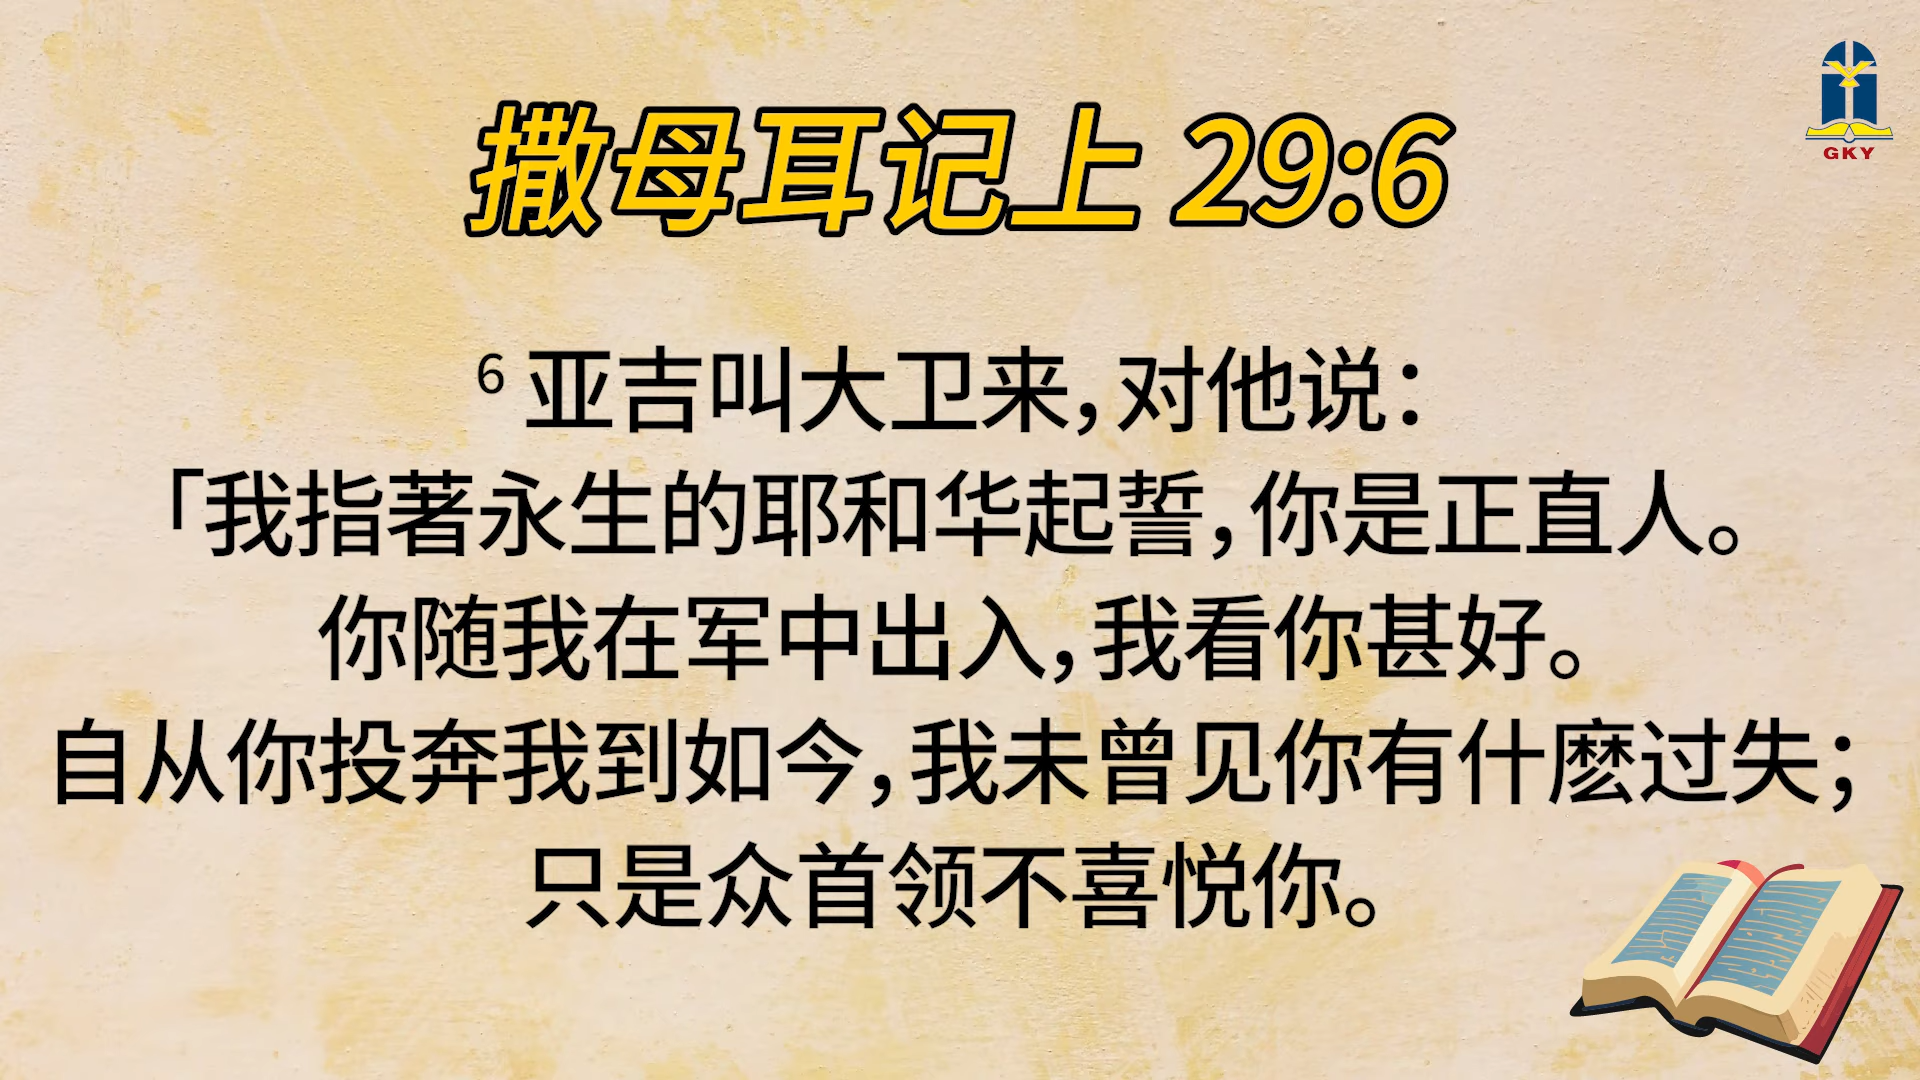 GKY
撒母耳记上 29:6
6 亚吉叫大卫来，对他说：
「我指著永生的耶和华起誓，你是正直人。
你随我在军中出入，我看你甚好。
自从你投奔我到如今，我未曾见你有什麽过失；
只是众首领不喜悦你。